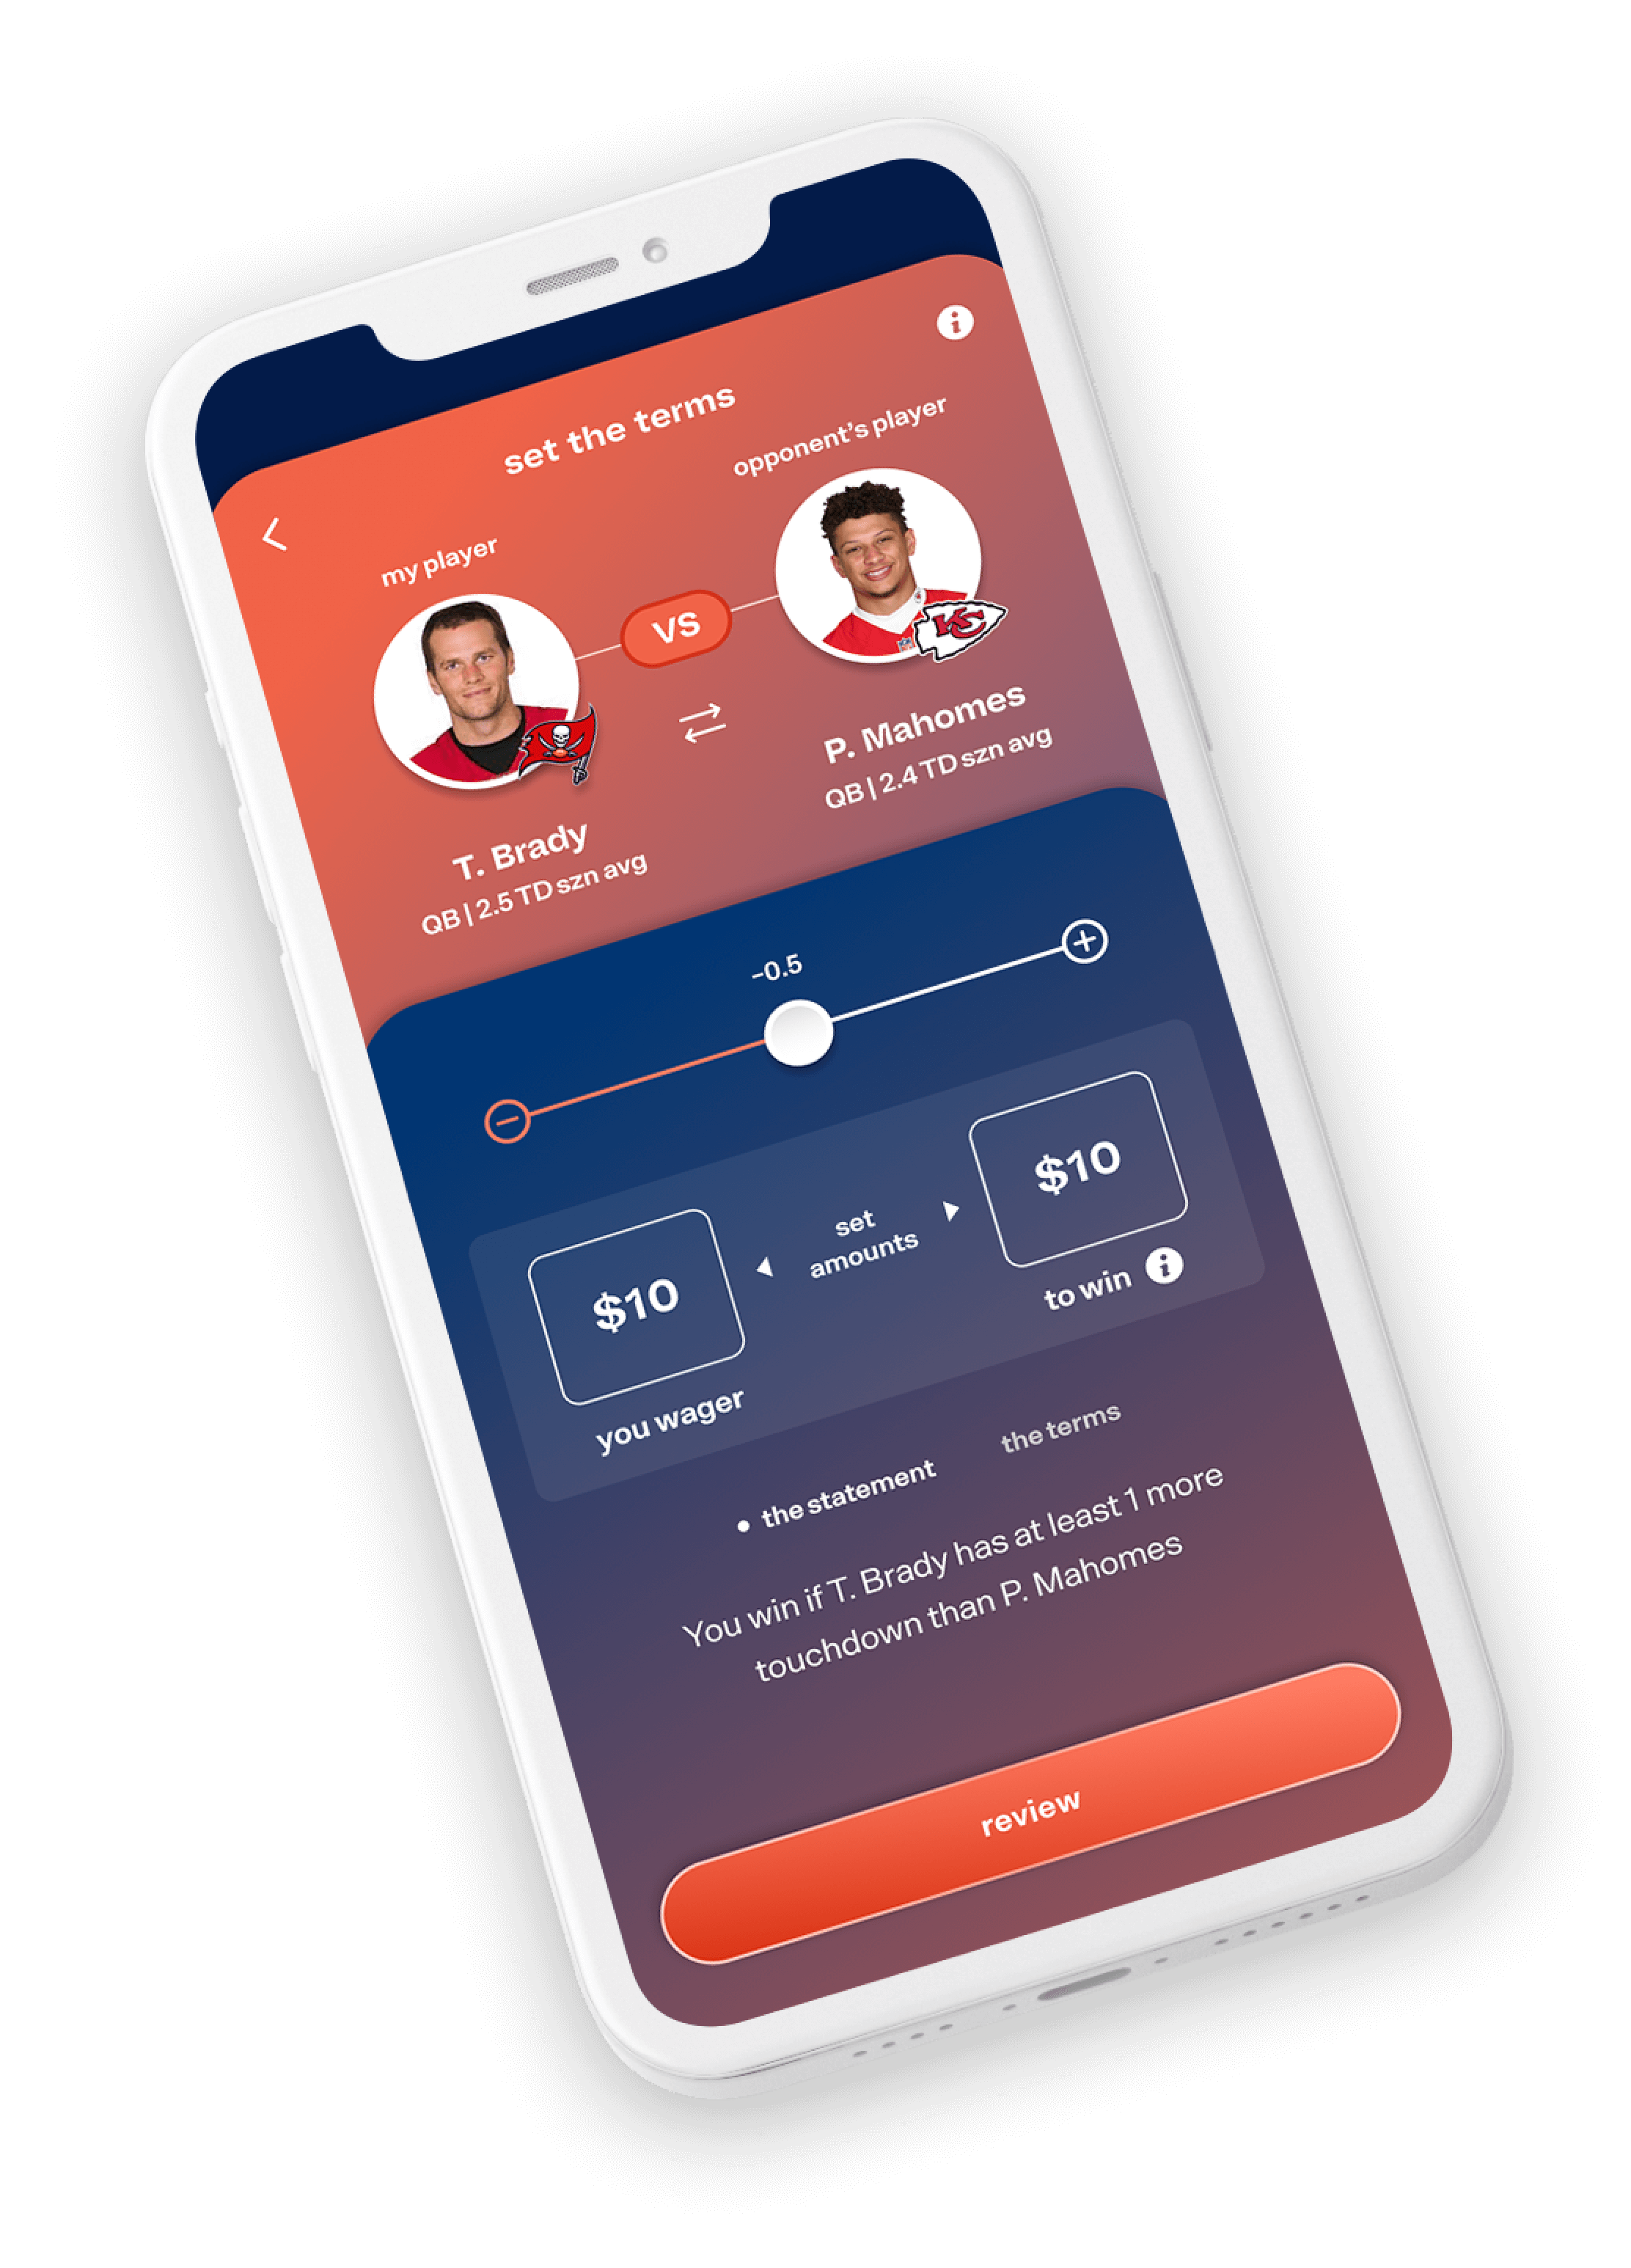 set the terms
my player
opponent's player
VS
KC
T. Brady
QB | 2.5 TD szn avg
P. Mahomes
QB | 2.4 TD szn avg
-0.5
$10
you wager
set
amounts
$10
to win
the statement
the terms
You win if T. Brady has at least 1 more
touchdown than P. Mahomes
review